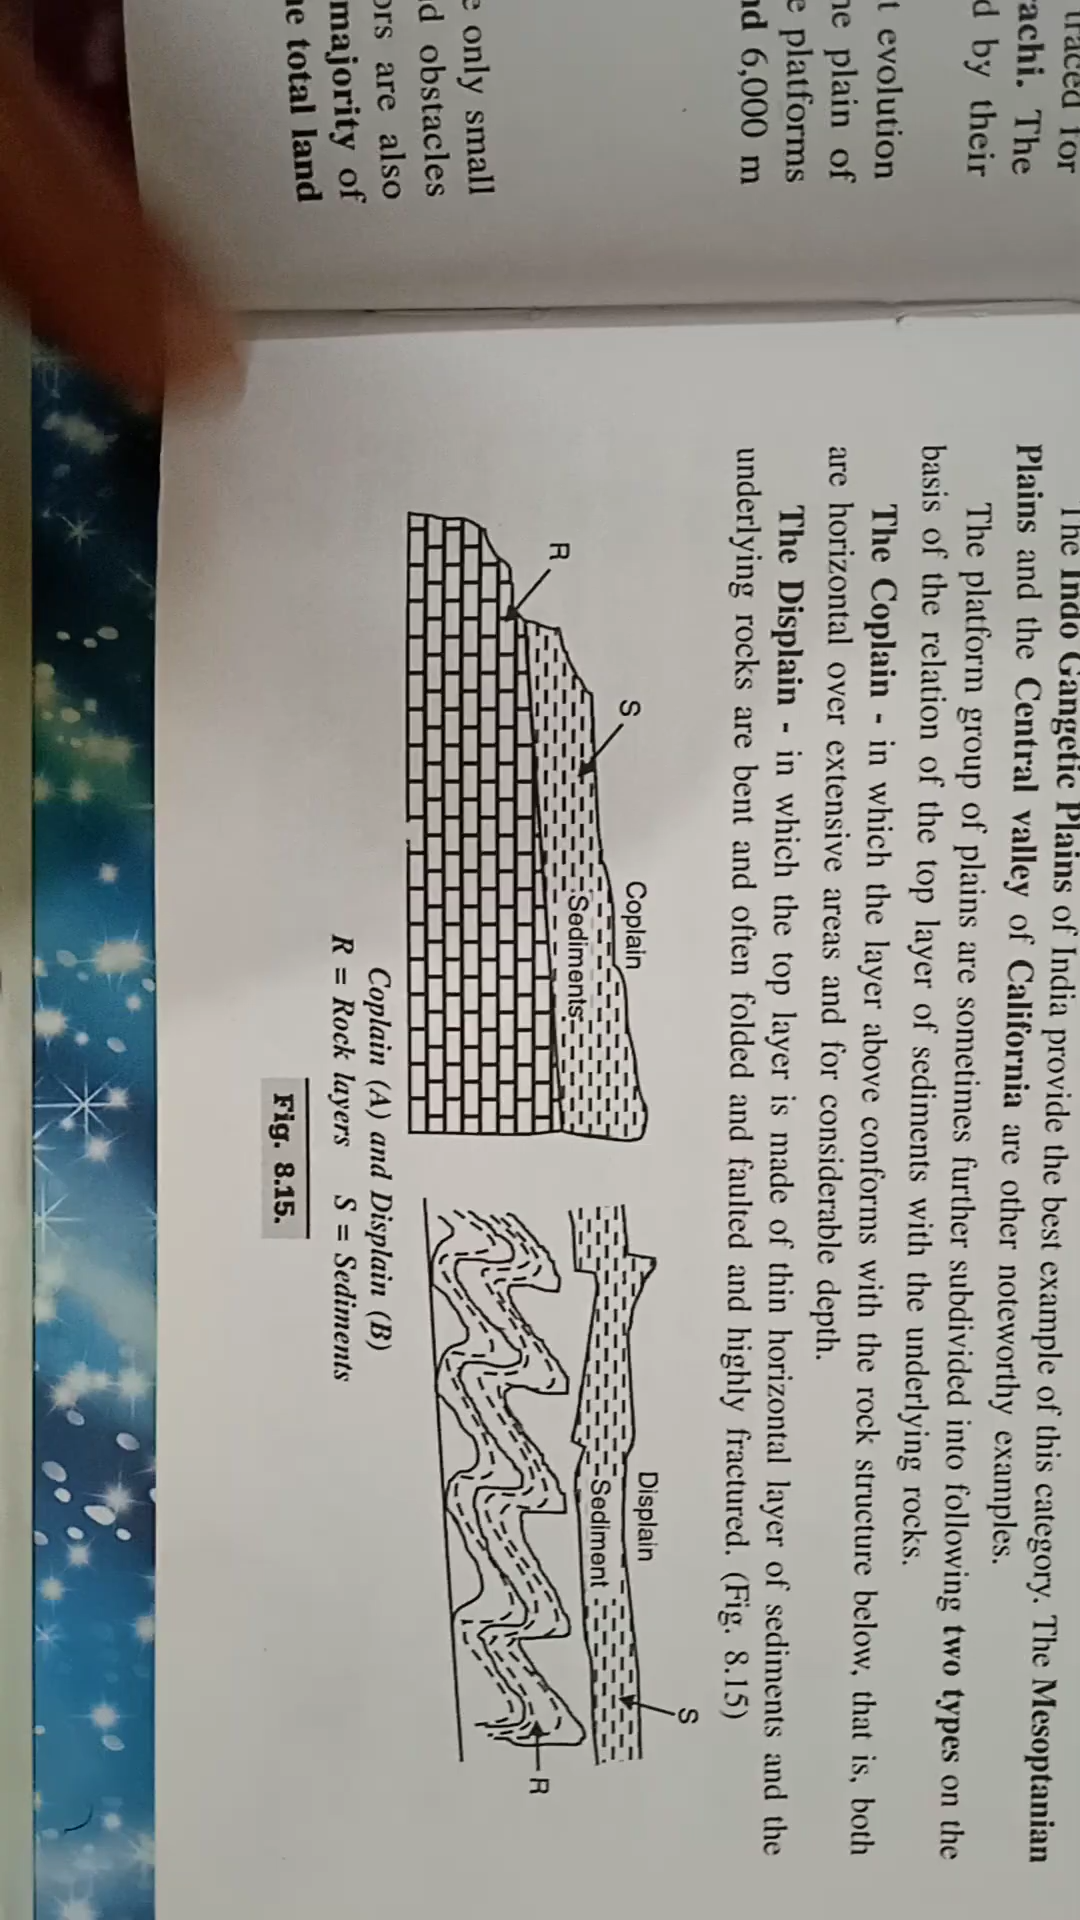 traced for
rachi. The
d by their
t evolution
ne plain of
e platforms
nd 6,000 m
e only small
d obstacles
ors are also
majority of
e total land
The Indo Gangetic Plains of India provide the best example of this category. The Mesoptanian
Plains and the Central valley of California are other noteworthy examples.
The platform group of plains are sometimes further subdivided into following two types on the
basis of the relation of the top layer of sediments with the underlying rocks.
The Coplain - in which the layer above conforms with the rock structure below, that is, both
are horizontal over extensive areas and for considerable depth.
The Displain - in which the top layer is made of thin horizontal layer of sediments and the
underlying rocks are bent and often folded and faulted and highly fractured. (Fig. 8.15)
R
S
Coplain
Sediments
Displain
Sediment
S
R
Coplain (A) and Displain (B)
R = Rock layers S = Sediments
Fig. 8.15.